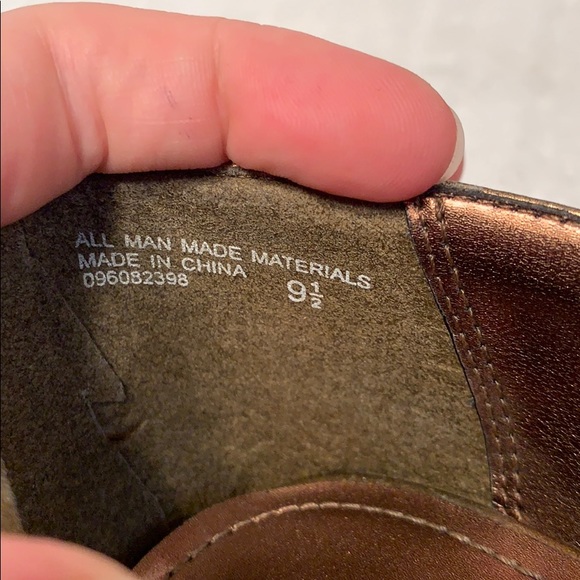 ALL MAN MADE MATERIALS
MADE IN CHINA
096082398 9½